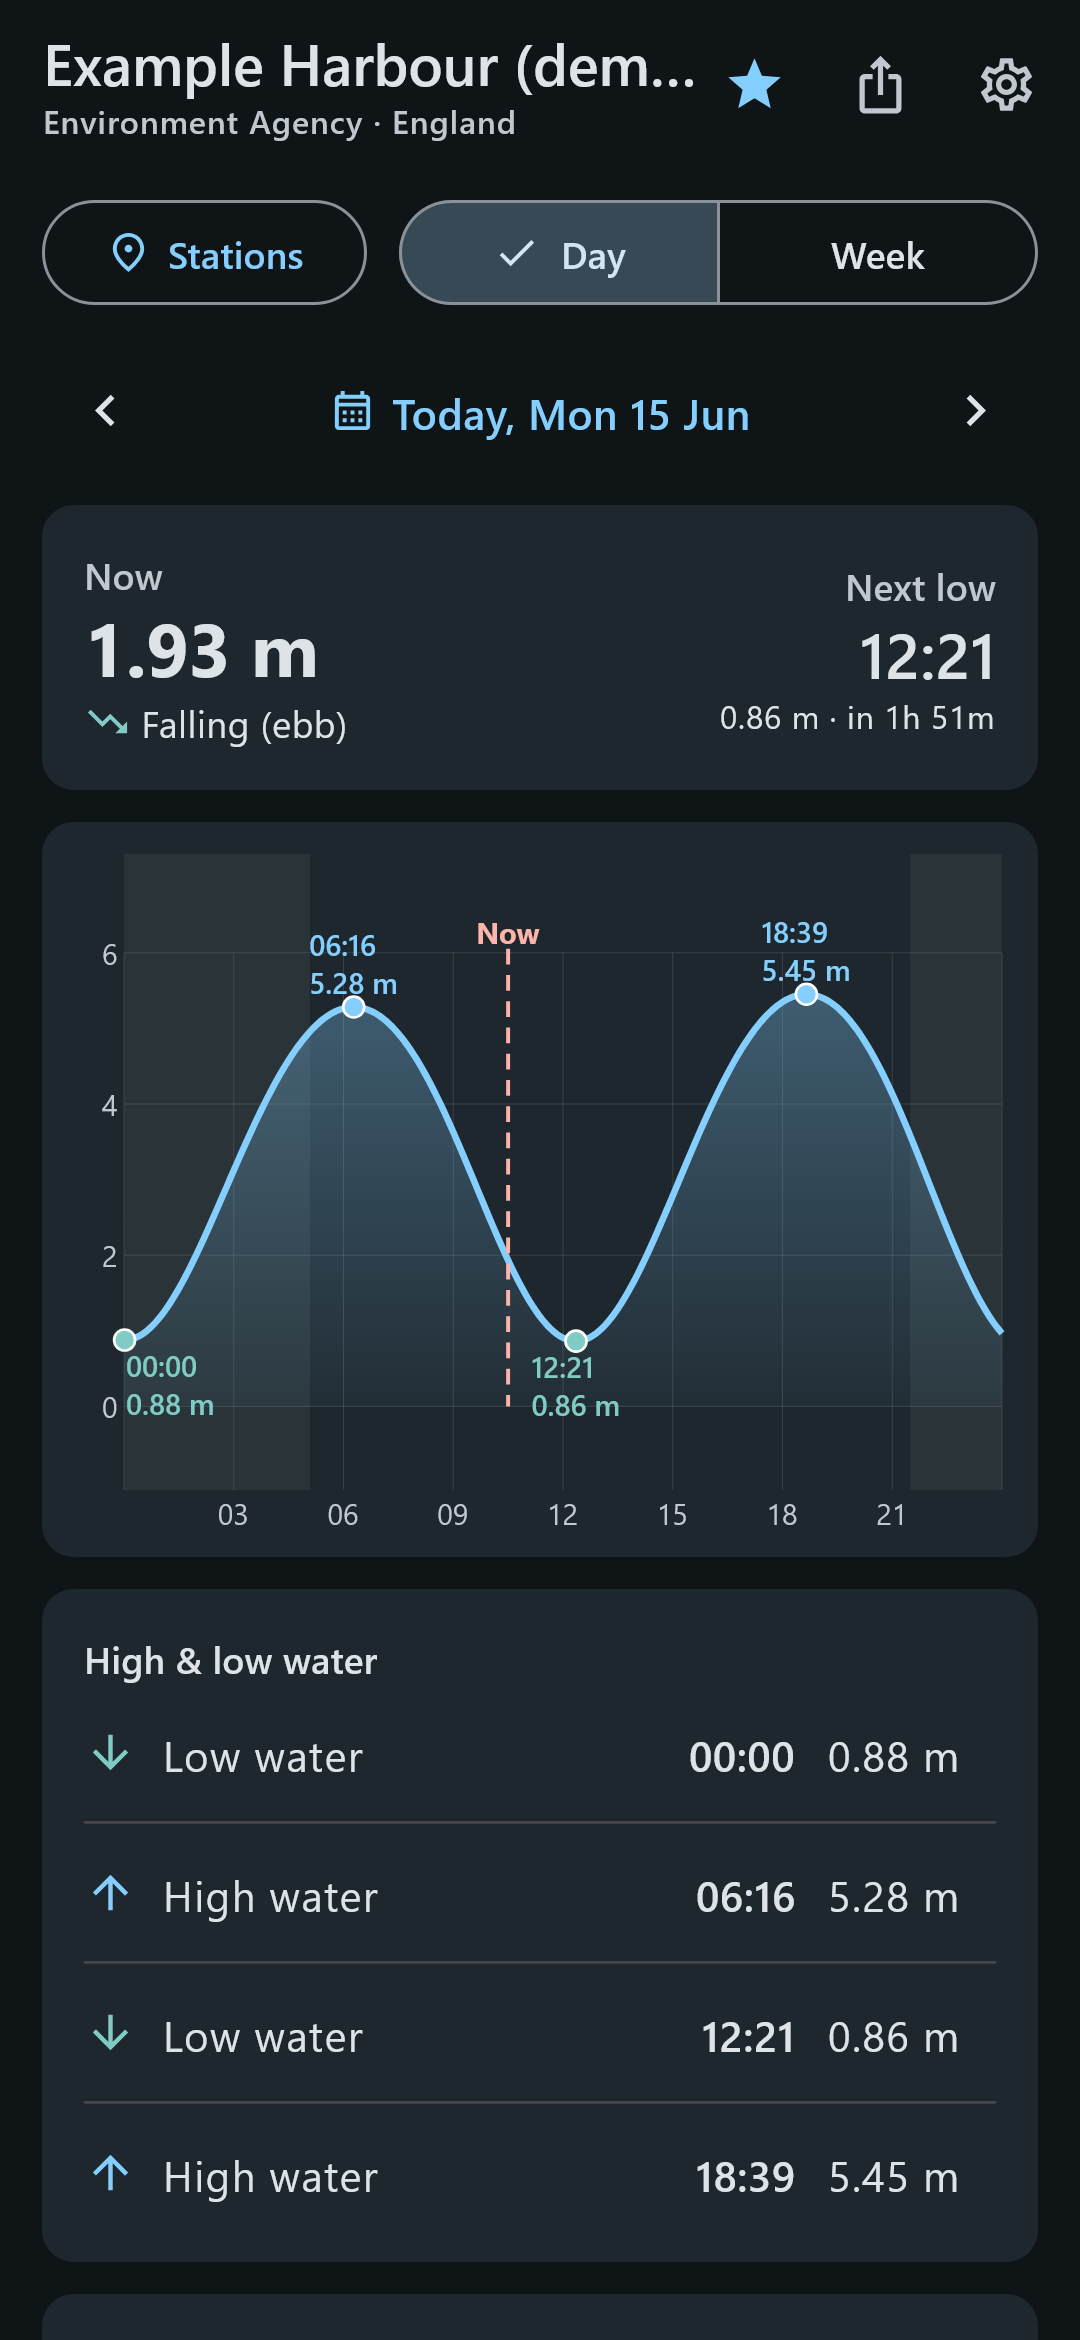 Example Harbour (dem...
Environment Agency · England
Stations
Day
Week
Today, Mon 15 Jun
Now
1.93 m
Falling (ebb)
Next low
12:21
0.86 m · in 1h 51m
06:16
5.28 m
Now
18:39
5.45 m
6
4
2
0
00:00
0.88 m
12:21
0.86 m
03 06 09 12 15 18 21
High & low water
Low water 00:00 0.88 m
High water 06:16 5.28 m
Low water 12:21 0.86 m
High water 18:39 5.45 m